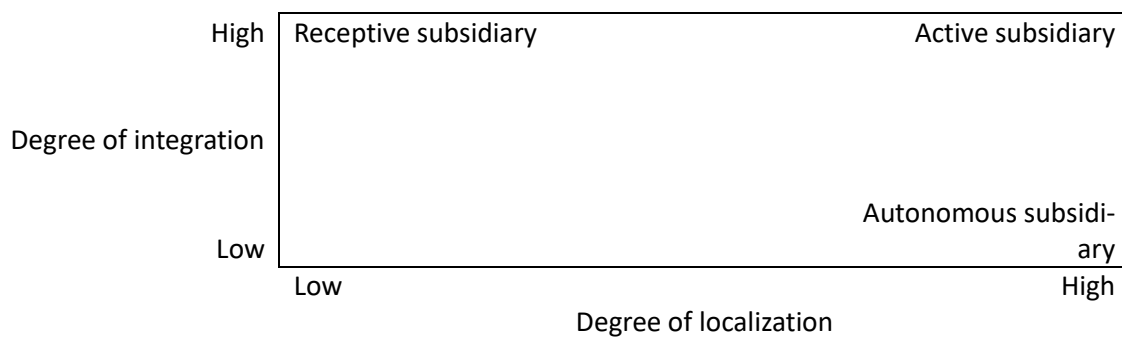 High Receptive subsidiary Active subsidiary
Degree of integration
Autonomous subsidi-
Low ary
Low High
Degree of localization